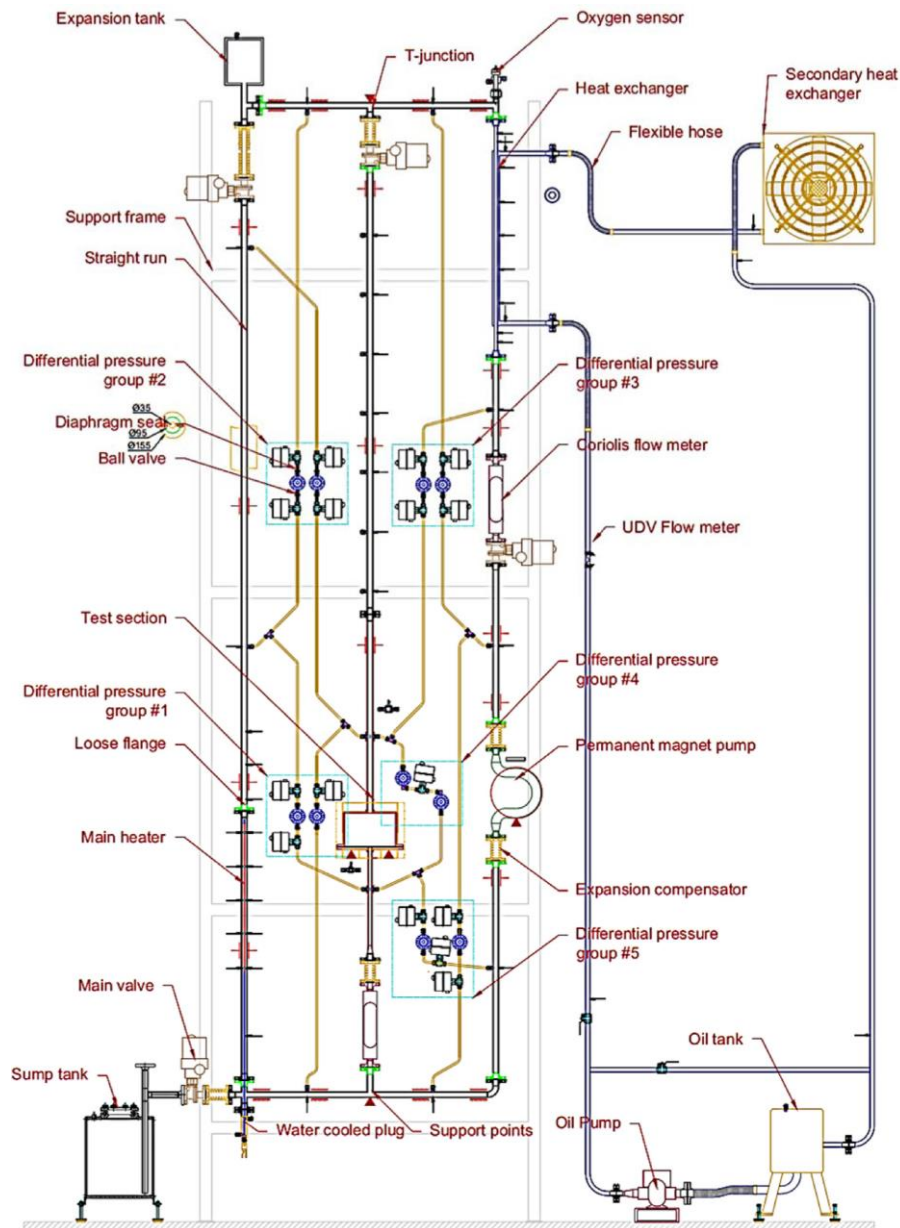 Expansion tank
Oxygen sensor
T-junction
Secondary heat
exchanger
Heat exchanger
Flexible hose
Support frame
Straight run
Differential pressure
group #2
Differential pressure
group #3
Ø35
Diaphragm seal
Ø95
Ø155
Ball valve
Coriolis flow meter
UDV Flow meter
Test section
Differential pressure
group #4
Differential pressure
group #1
Loose flange
Permanent magnet pump
Main heater
Expansion compensator
Differential pressure
group #5
Main valve
Sump tank
Oil tank
Water cooled plug
Support points
Oil Pump